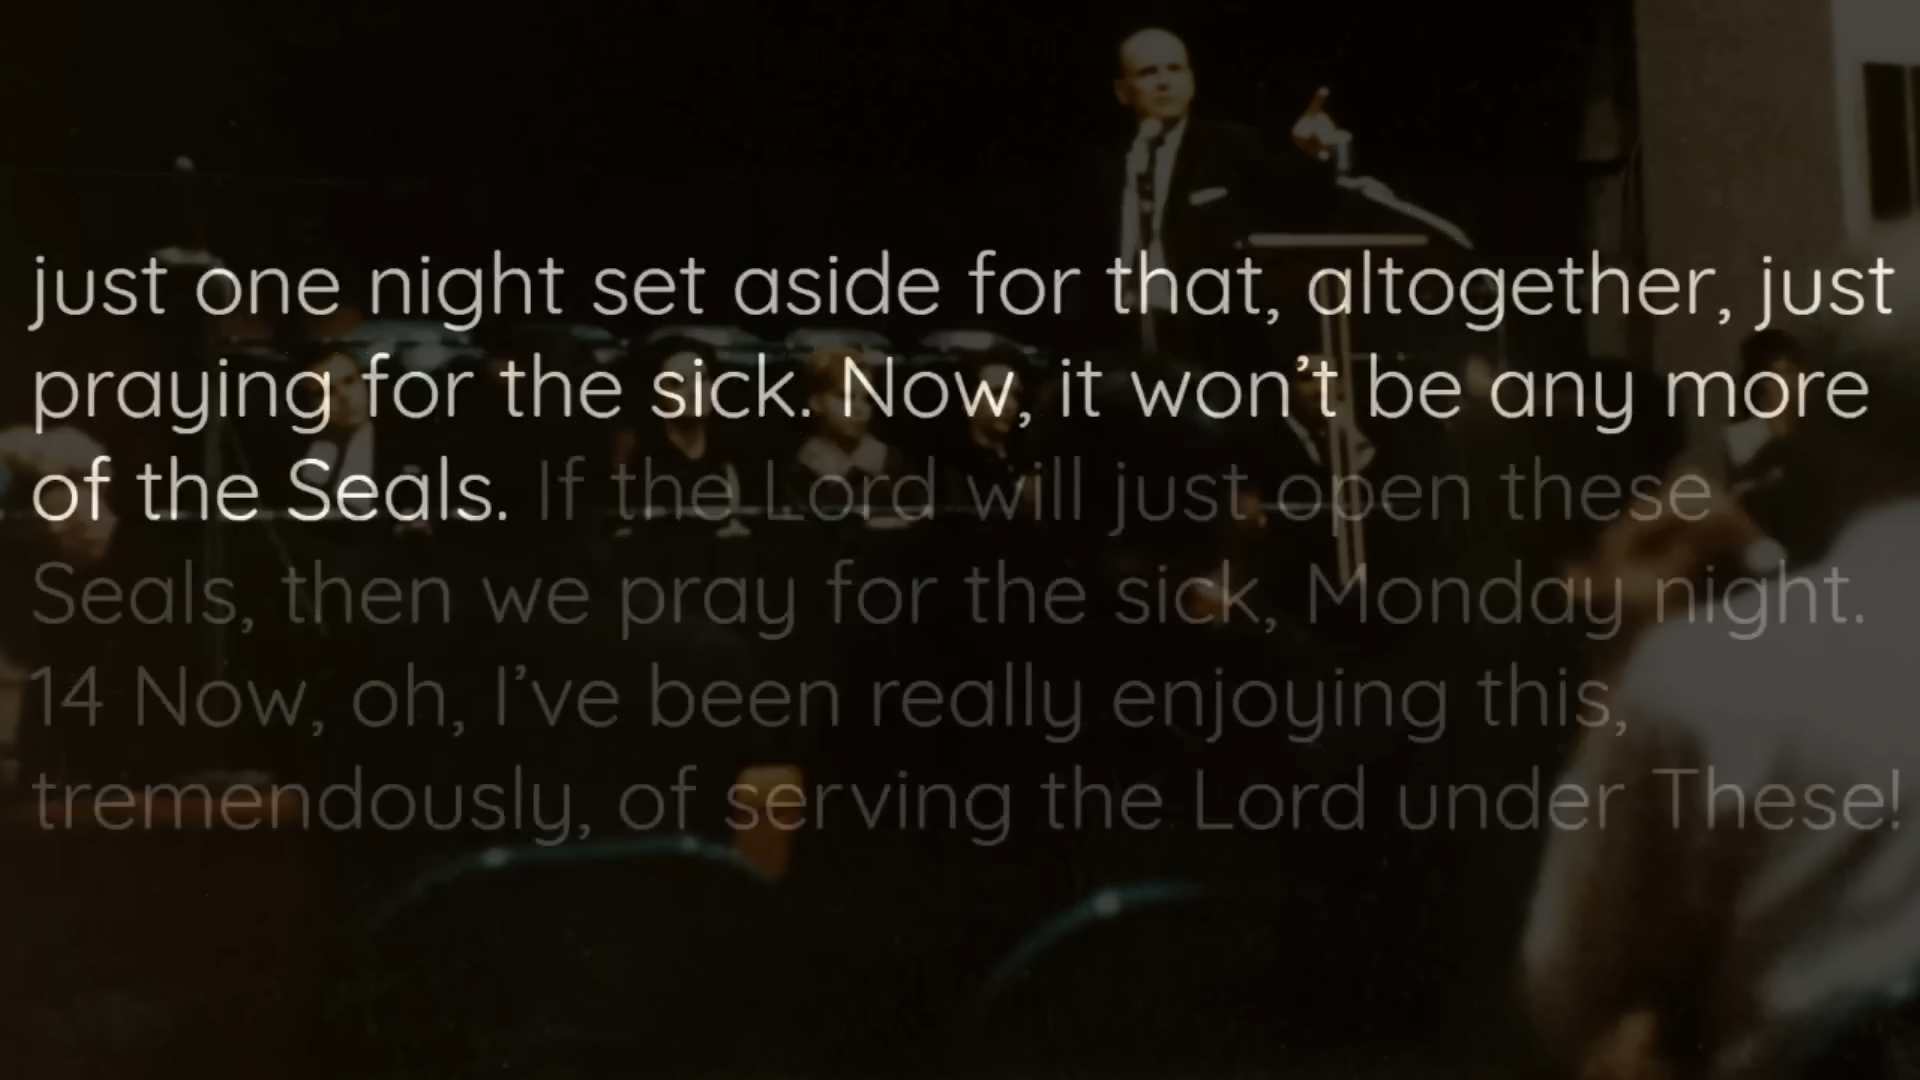 just one night set aside for that, altogether, just
praying for the sick. Now, it won’t be any more
of the Seals. If the Lord will just open these
Seals, then we pray for the sick, Monday night.
14 Now, oh, I’ve been really enjoying this,
tremendously, of serving the Lord under These!